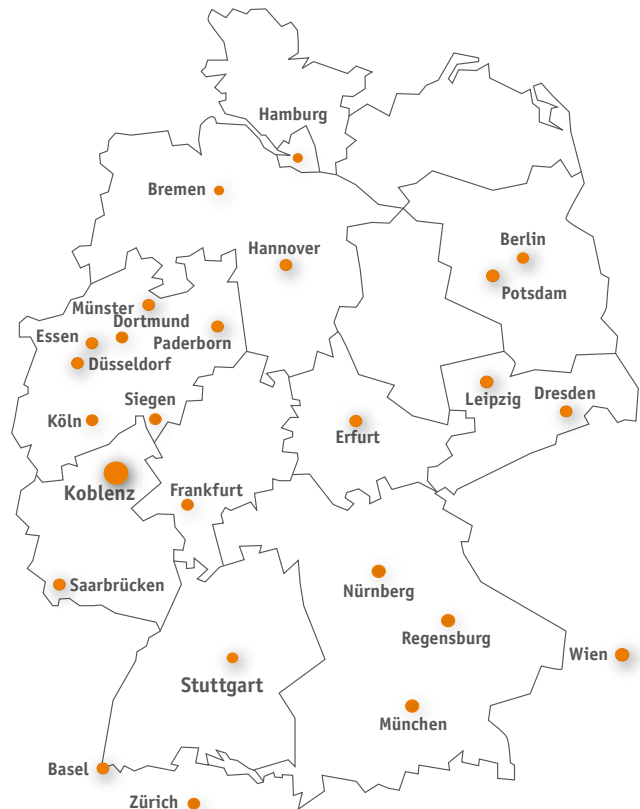 Hamburg
Bremen
Hannover
Berlin
Potsdam
Münster
Dortmund
Essen
Paderborn
Düsseldorf
Leipzig
Dresden
Siegen
Köln
Erfurt
Koblenz
Frankfurt
Saarbrücken
Nürnberg
Regensburg
Wien
Stuttgart
München
Basel
Zürich